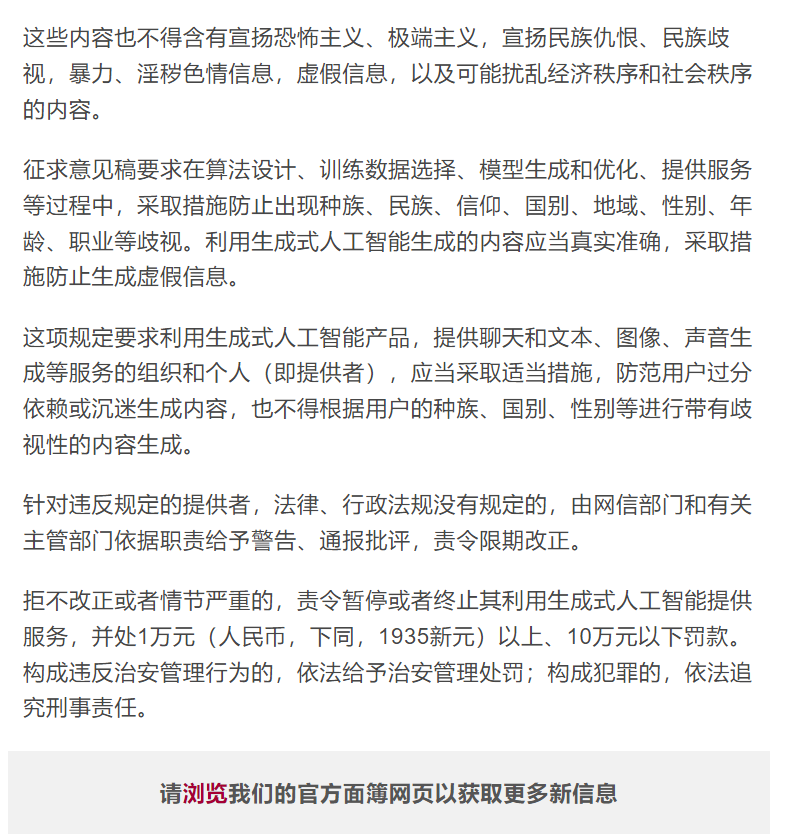 这些内容也不得含有宣扬恐怖主义、极端主义，宣扬民族仇恨、民族歧
视，暴力、淫秽色情信息，虚假信息，以及可能扰乱经济秩序和社会秩序
的内容。
征求意见稿要求在算法设计、训练数据选择、模型生成和优化、提供服务
等过程中，采取措施防止出现种族、民族、信仰、国别、地域、性别、年
龄、职业等歧视。利用生成式人工智能生成的内容应当真实准确，采取措
施防止生成虚假信息。
这项规定要求利用生成式人工智能产品，提供聊天和文本、图像、声音生
成等服务的组织和个人（即提供者），应当采取适当措施，防范用户过分
依赖或沉迷生成内容，也不得根据用户的种族、国别、性别等进行带有歧
视性的内容生成。
针对违反规定的提供者，法律、行政法规没有规定的，由网信部门和有关
主管部门依据职责给予警告、通报批评，责令限期改正。
拒不改正或者情节严重的，责令暂停或者终止其利用生成式人工智能提供
服务，并处1万元（人民币，下同，1935新元）以上、10万元以下罚款。
构成违反治安管理行为的，依法给予治安管理处罚；构成犯罪的，依法追
究刑事责任。
请浏览我们的官方面簿网页以获取更多新信息